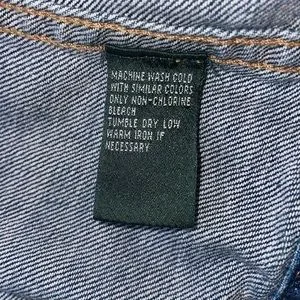 MACHINE WASH COLD
WITH SIMILAR COLORS
ONLY NON-CHLORINE
BLEACH
TUMBLE DRY LOW
WARM IRON IF
NECESSARY